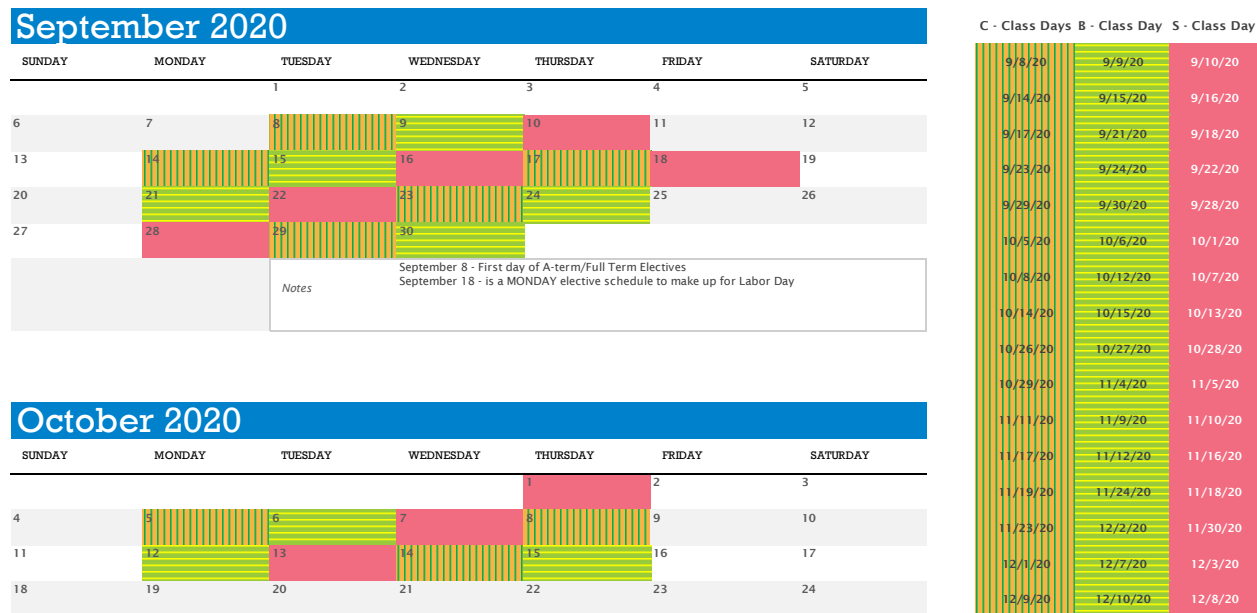 September 2020
SUNDAY MONDAY TUESDAY WEDNESDAY THURSDAY FRIDAY SATURDAY
1 2 3 4 5
6 7 8 9 10 11 12
13 14 15 16 17 18 19
20 21 22 23 24 25 26
27 28 29 30
Notes
September 8 - First day of A-term/Full Term Electives
September 18 - is a MONDAY elective schedule to make up for Labor Day
October 2020
SUNDAY MONDAY TUESDAY WEDNESDAY THURSDAY FRIDAY SATURDAY
1 2 3
4 5 6 7 8 9 10
11 12 13 14 15 16 17
18 19 20 21 22 23 24
C - Class Days B - Class Day S - Class Day
9/8/20 9/9/20 9/10/20
9/14/20 9/15/20 9/16/20
9/17/20 9/21/20 9/18/20
9/23/20 9/24/20 9/22/20
9/29/20 9/30/20 9/28/20
10/5/20 10/6/20 10/1/20
10/8/20 10/12/20 10/7/20
10/14/20 10/15/20 10/13/20
10/26/20 10/27/20 10/28/20
10/29/20 11/4/20 11/5/20
11/11/20 11/9/20 11/10/20
11/17/20 11/12/20 11/16/20
11/19/20 11/24/20 11/18/20
11/23/20 12/2/20 11/30/20
12/1/20 12/7/20 12/3/20
12/9/20 12/10/20 12/8/20